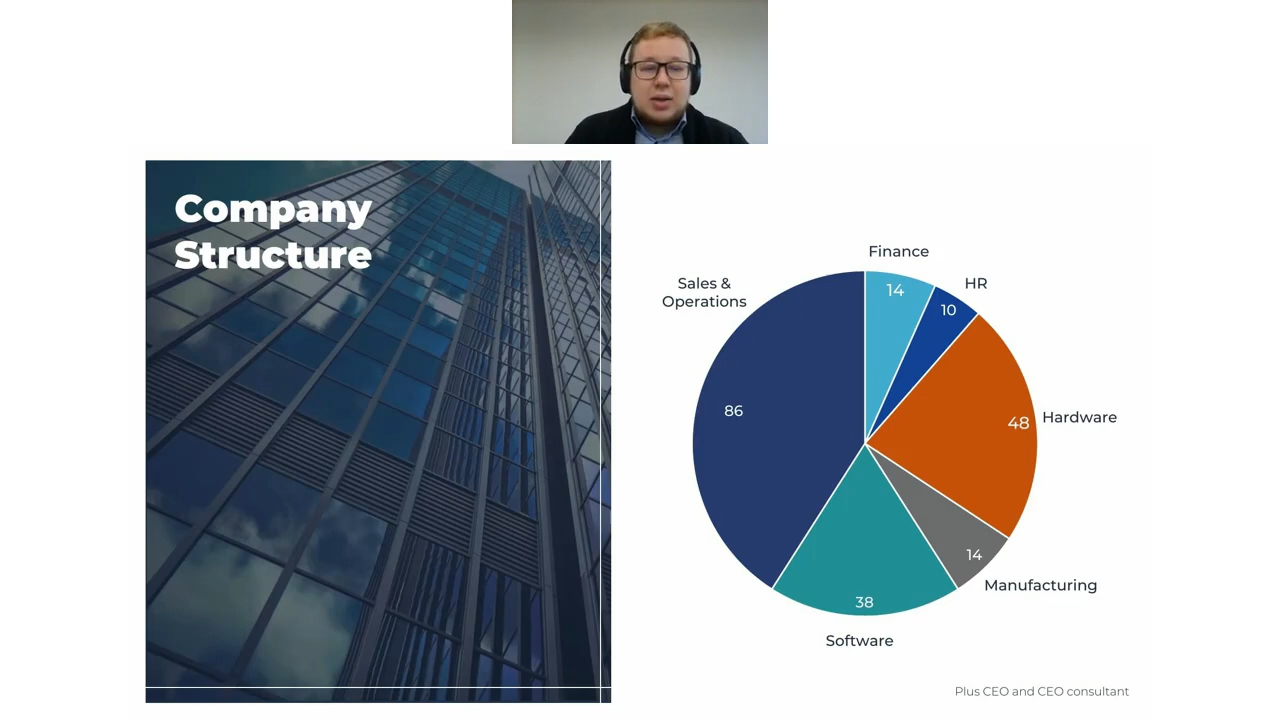 Company
Structure
Finance
14
HR
10
Sales &
Operations
86
48
Hardware
14
Manufacturing
38
Software
Plus CEO and CEO consultant